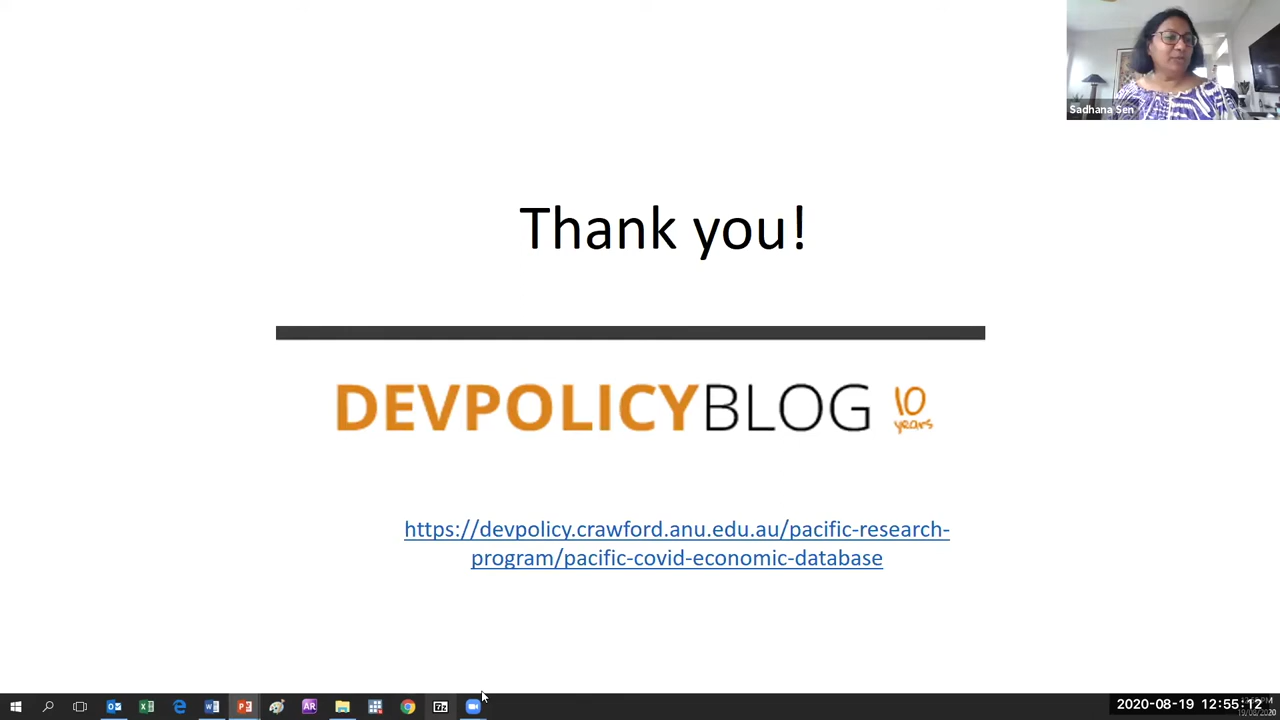 Sadhana Sen
Thank you!
DEVPOLICYBLOG 10 years
https://devpolicy.crawford.anu.edu.au/pacific-research-
program/pacific-covid-economic-database
2020-08-19 12:55:12